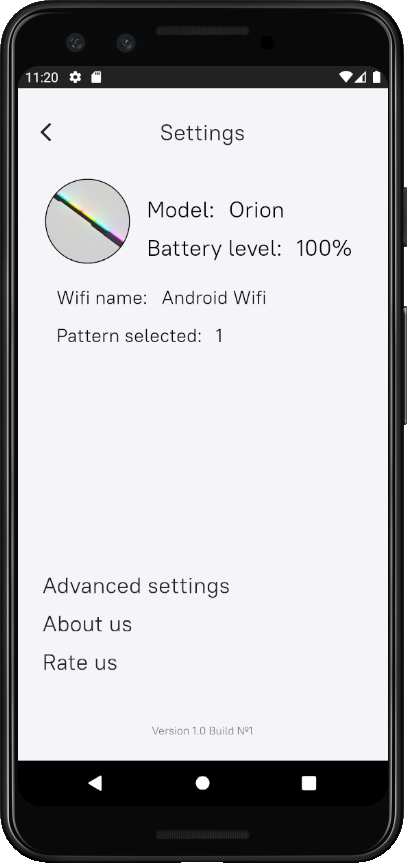 11:20
Settings
Model: Orion
Battery level: 100%
Wifi name: Android Wifi
Pattern selected: 1
Advanced settings
About us
Rate us
Version 1.0 Build Nº1